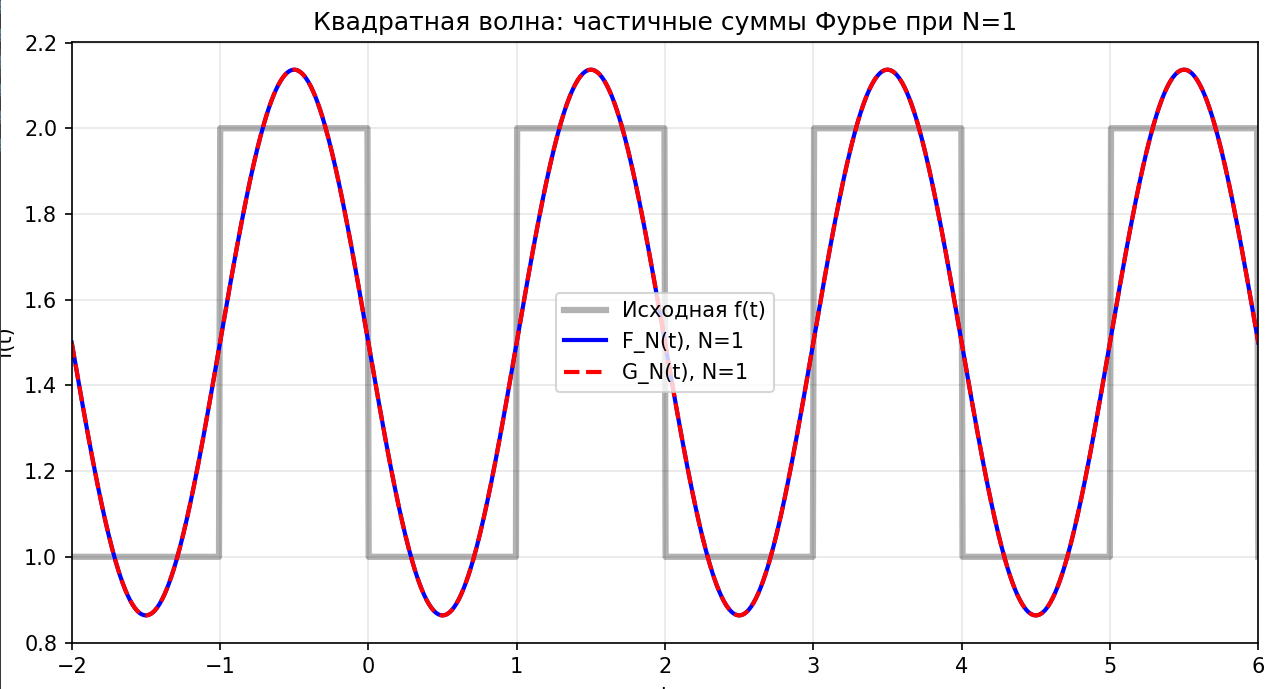 Квадратная волна: частичные суммы Фурье при N=1
2.2
2.0
1.8
1.6
1.4
1.2
1.0
0.8
f(t)
Исходная f(t)
F_N(t), N=1
G_N(t), N=1
−2 −1 0 1 2 3 4 5 6